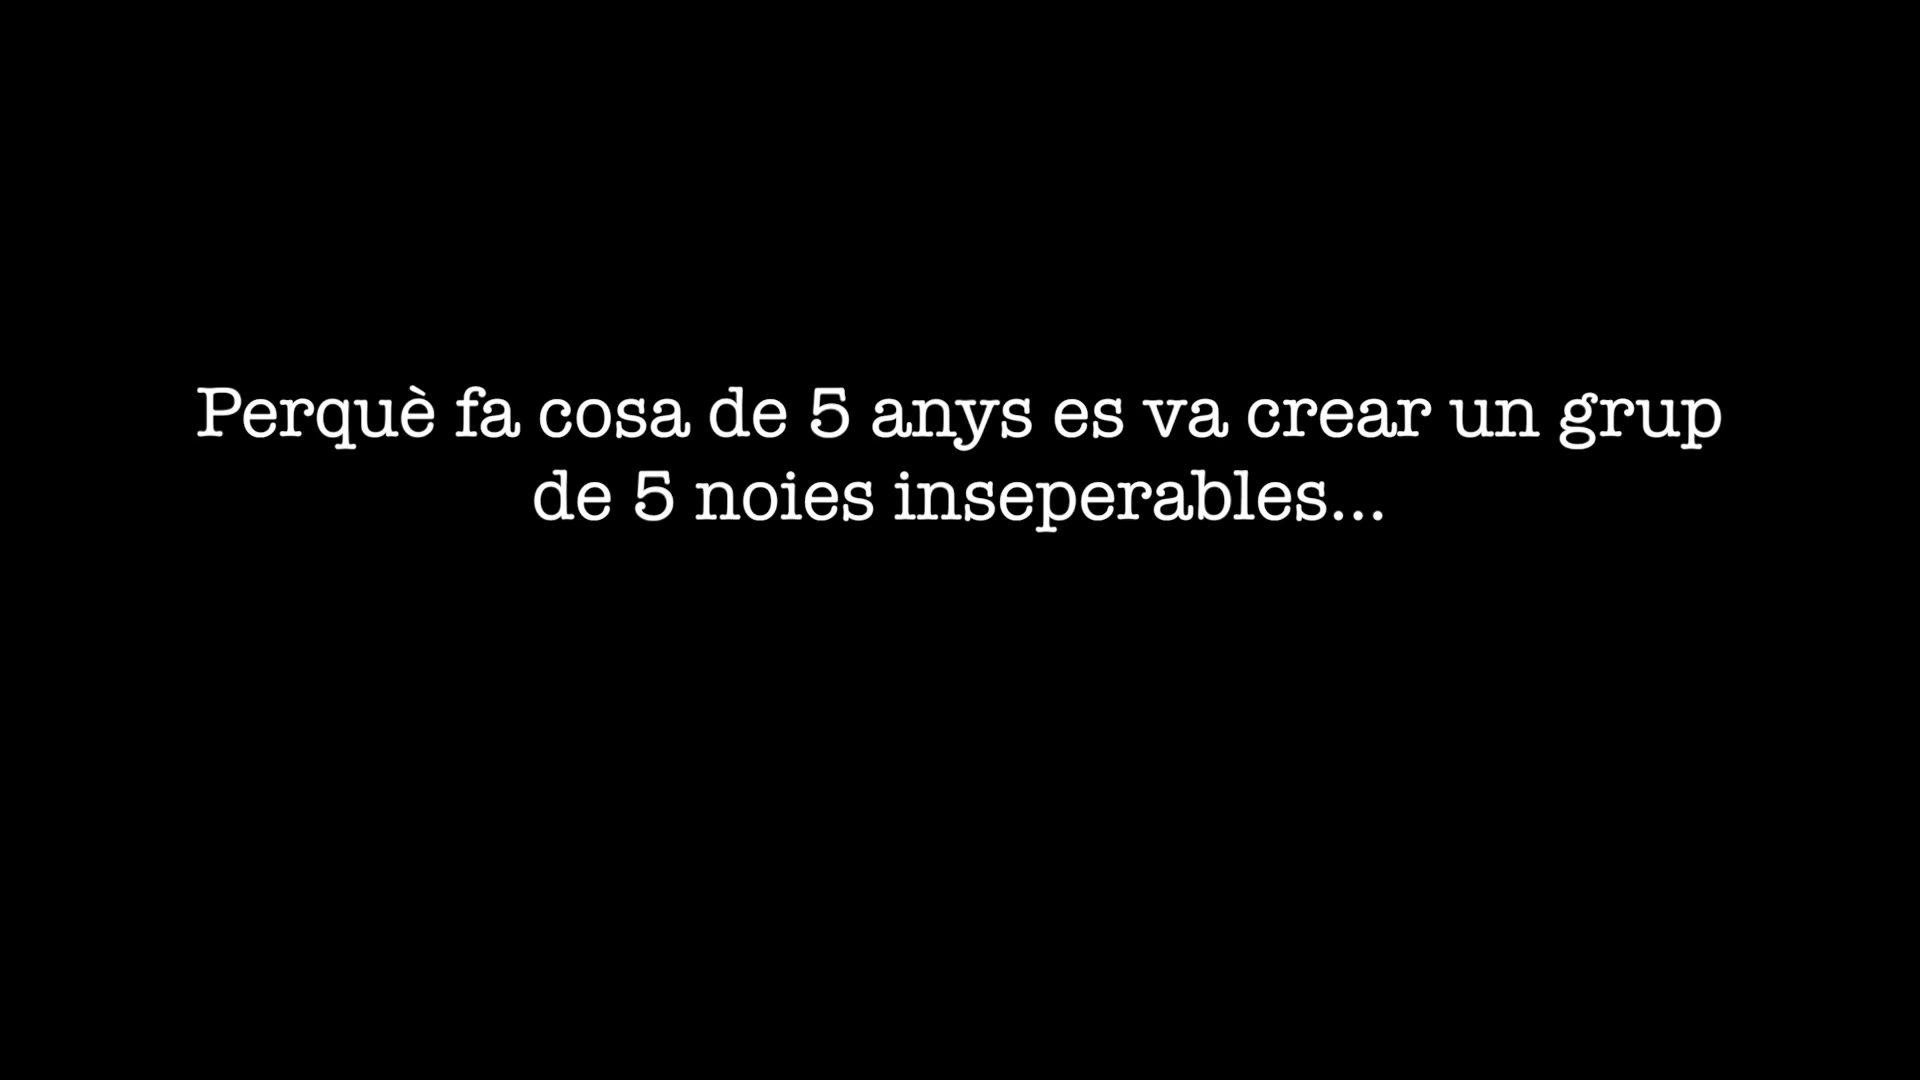 Perquè fa cosa de 5 anys es va crear un grup
de 5 noies inseperables...